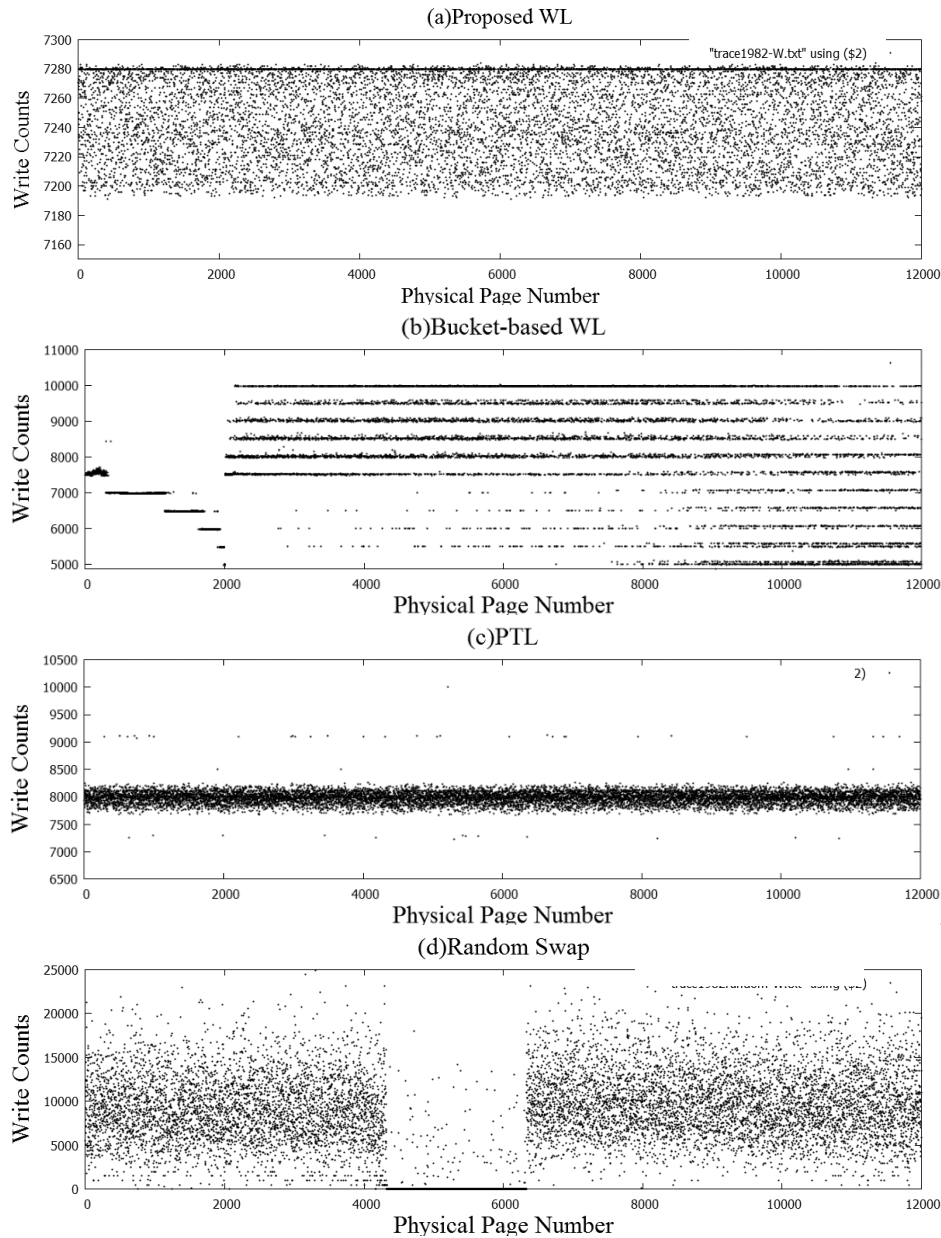 (a)Proposed WL
"trace1982-W.txt" using ($2)
Write Counts
7300
7280
7260
7240
7220
7200
7180
7160
0 2000 4000 6000 8000 10000 12000
Physical Page Number
(b)Bucket-based WL
Write Counts
11000
10000
9000
8000
7000
6000
5000
0 2000 4000 6000 8000 10000 12000
Physical Page Number
(c)PTL
2)
Write Counts
10500
10000
9500
9000
8500
8000
7500
7000
6500
0 2000 4000 6000 8000 10000 12000
Physical Page Number
(d)Random Swap
using ($2)
Write Counts
25000
20000
15000
10000
5000
0
0 2000 4000 6000 8000 10000 12000
Physical Page Number